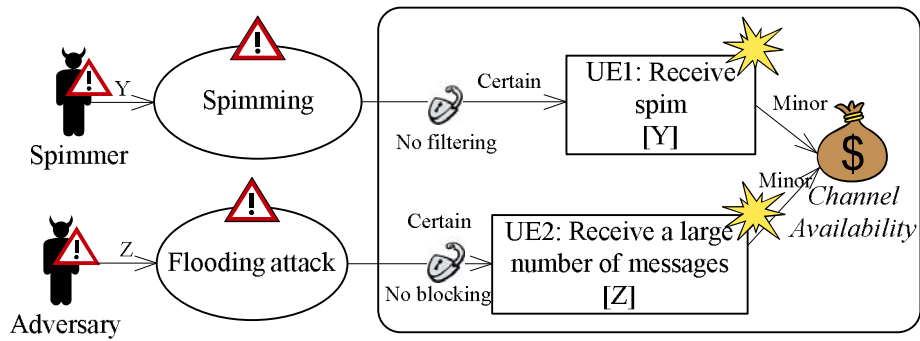 Spimmer
Y
Spimming
No filtering
Certain
UE1: Receive
spim
[Y]
Minor
$
Channel
Availability
Adversary
Z
Flooding attack
Certain
No blocking
UE2: Receive a large
number of messages
[Z]
Minor